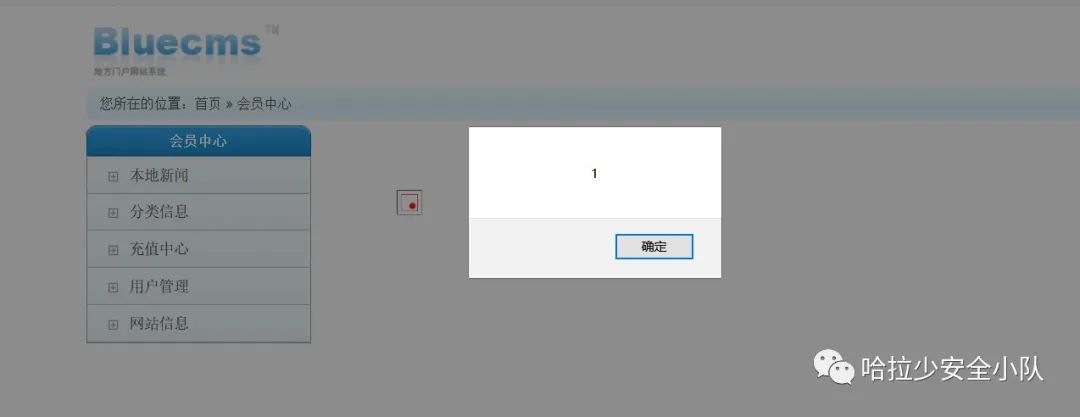 Bluecms TM
地方门户网站系统
您所在的位置：首页 » 会员中心
会员中心
本地新闻
分类信息
充值中心
用户管理
网站信息
1
确定
哈拉少安全小队